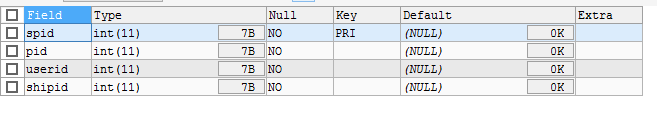 Field Type Null Key Default Extra
spid int(11) 7B NO PRI (NULL) 0K
pid int(11) 7B NO (NULL) 0K
userid int(11) 7B NO (NULL) 0K
shipid int(11) 7B NO (NULL) 0K